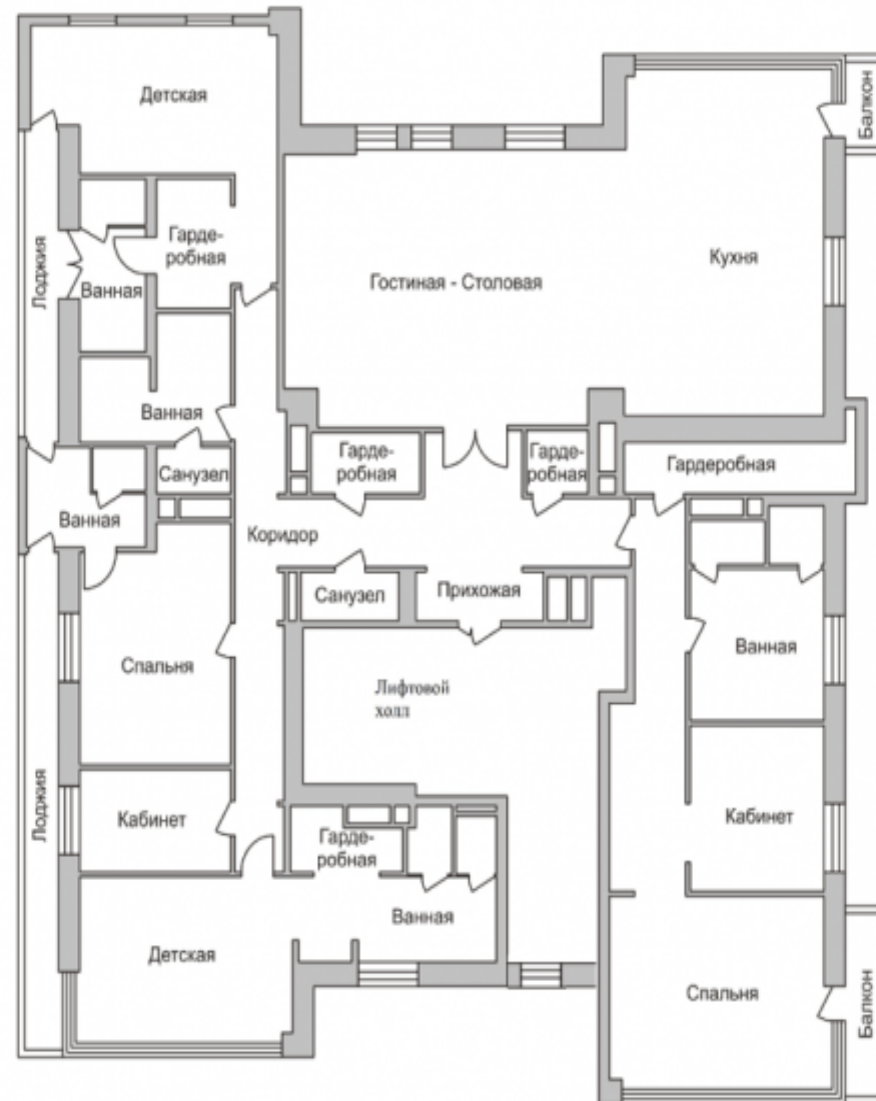 Детская
Балкон
Гарде-
робная
Лоджия
Ванная
Кухня
Гостиная - Столовая
Ванная
Санузел
Гарде-
робная
Гарде-
робная
Гардеробная
Ванная
Коридор
Санузел
Прихожая
Ванная
Спальня
Лифтовой
холл
Лоджия
Кабинет
Гарде-
робная
Кабинет
Ванная
Детская
Спальня
Балкон